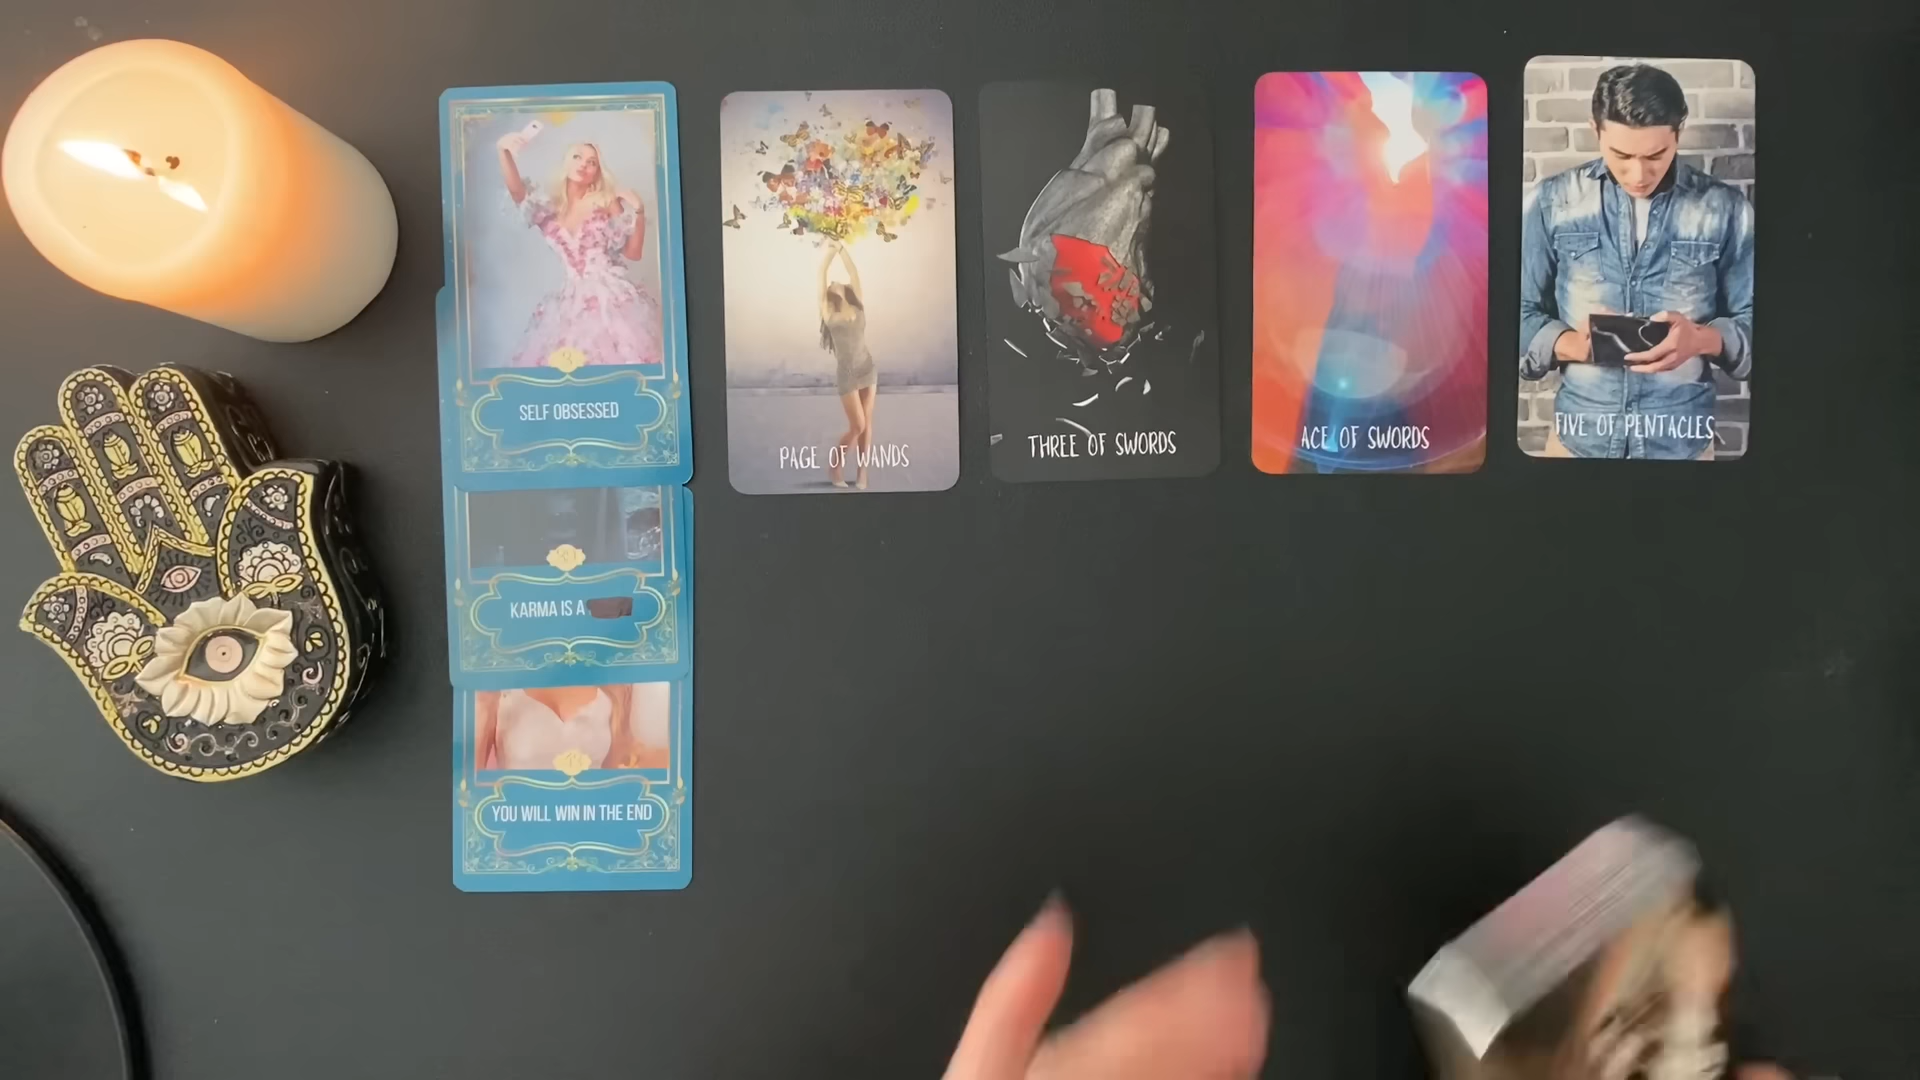 SELF OBSESSED
KARMA IS A
YOU WILL WIN IN THE END
PAGE OF WANDS
THREE OF SWORDS
ACE OF SWORDS
FIVE OF PENTACLES